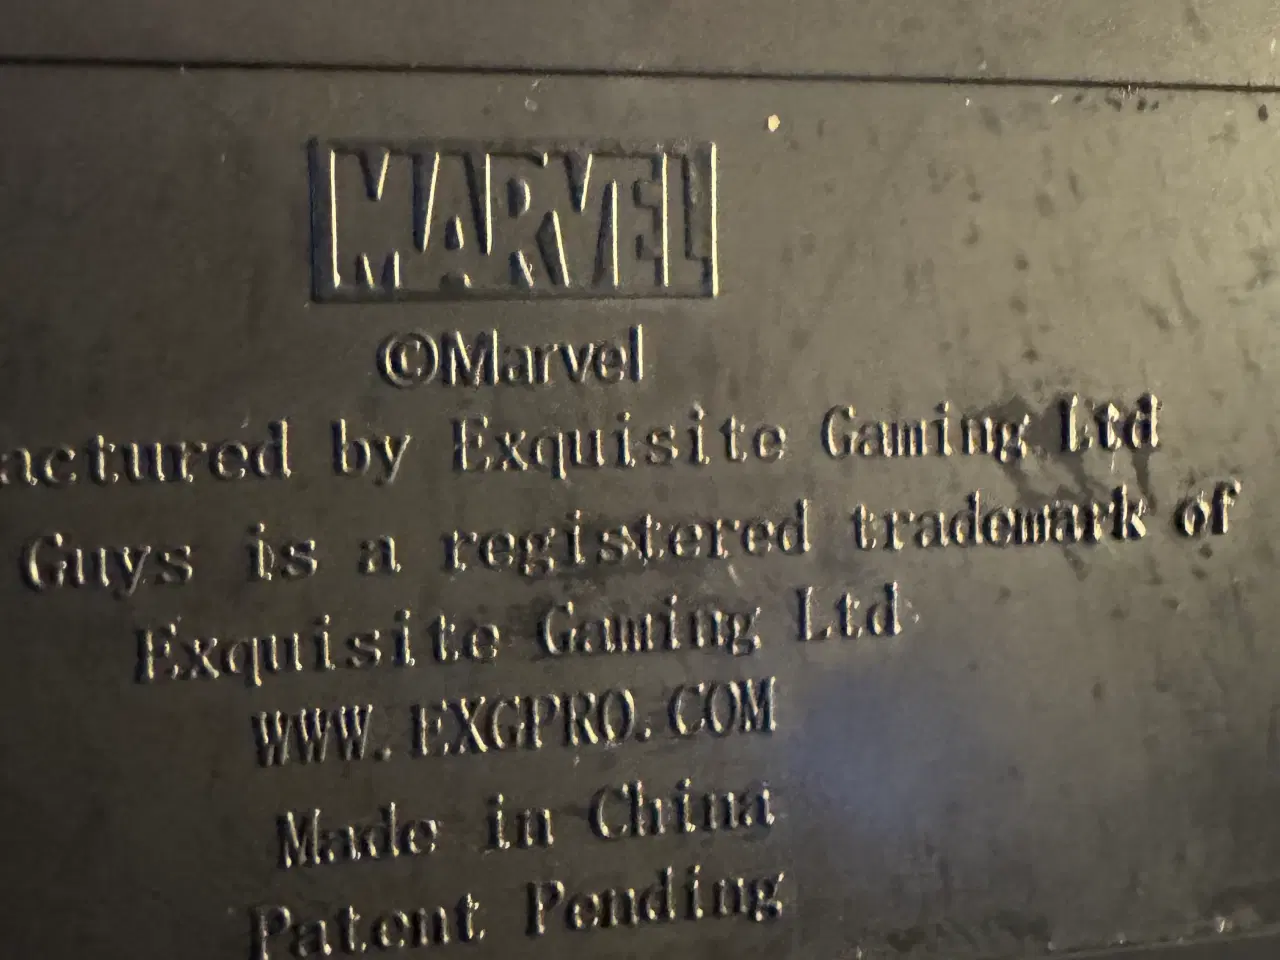 MARVEL
©Marvel
actured by Exquisite Gaming Ltd
Guys is a registered trademark of
Exquisite Gaming Ltd.
WWW.EXGPRO.COM
Made in China
Patent Pending